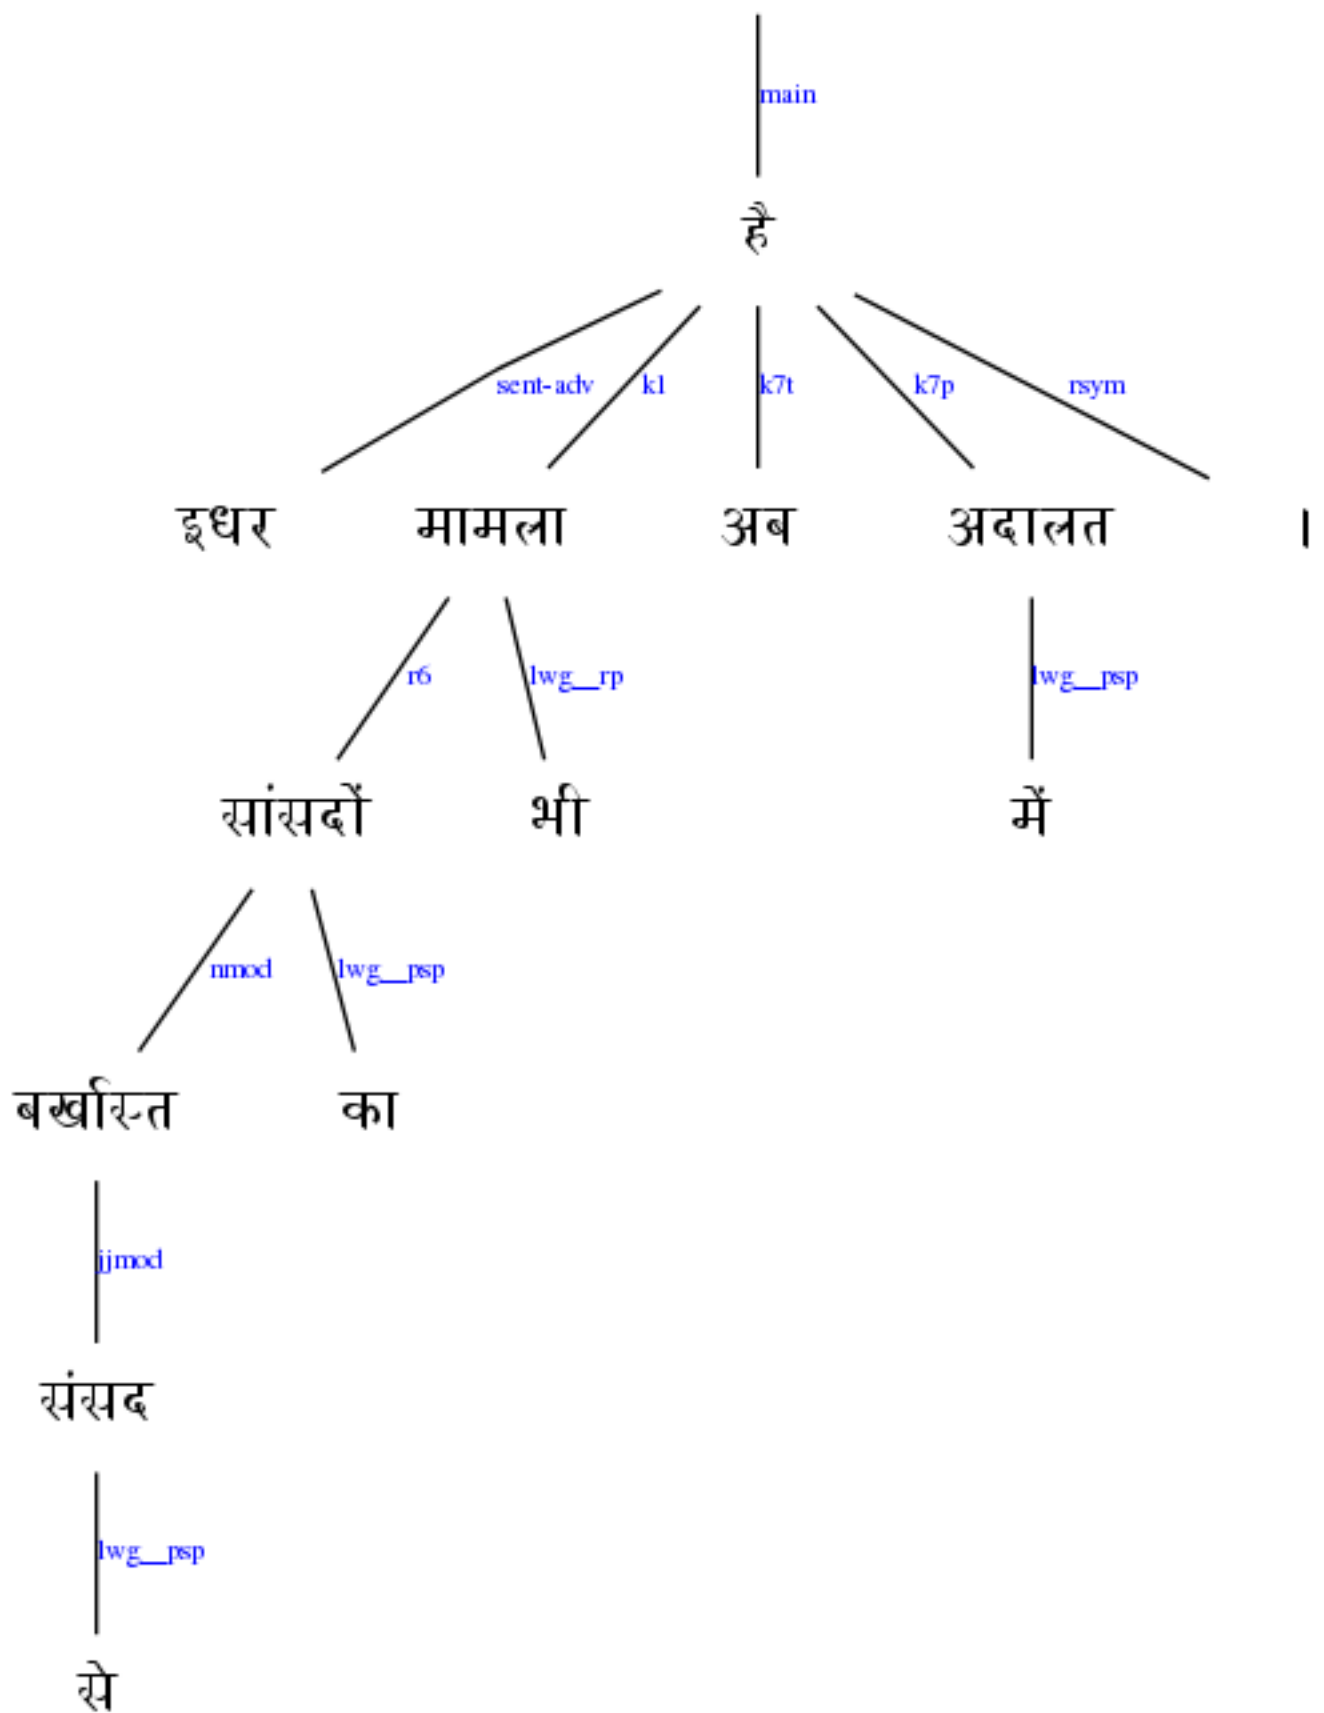 main
है
sent-adv k1 k7t k7p rsym
इधर मामला अब अदालत ।
r6 lwg__rp lwg__psp
सांसदों भी में
nmod lwg__psp
बर्खास्त का
jjmod
संसद
lwg__psp
से